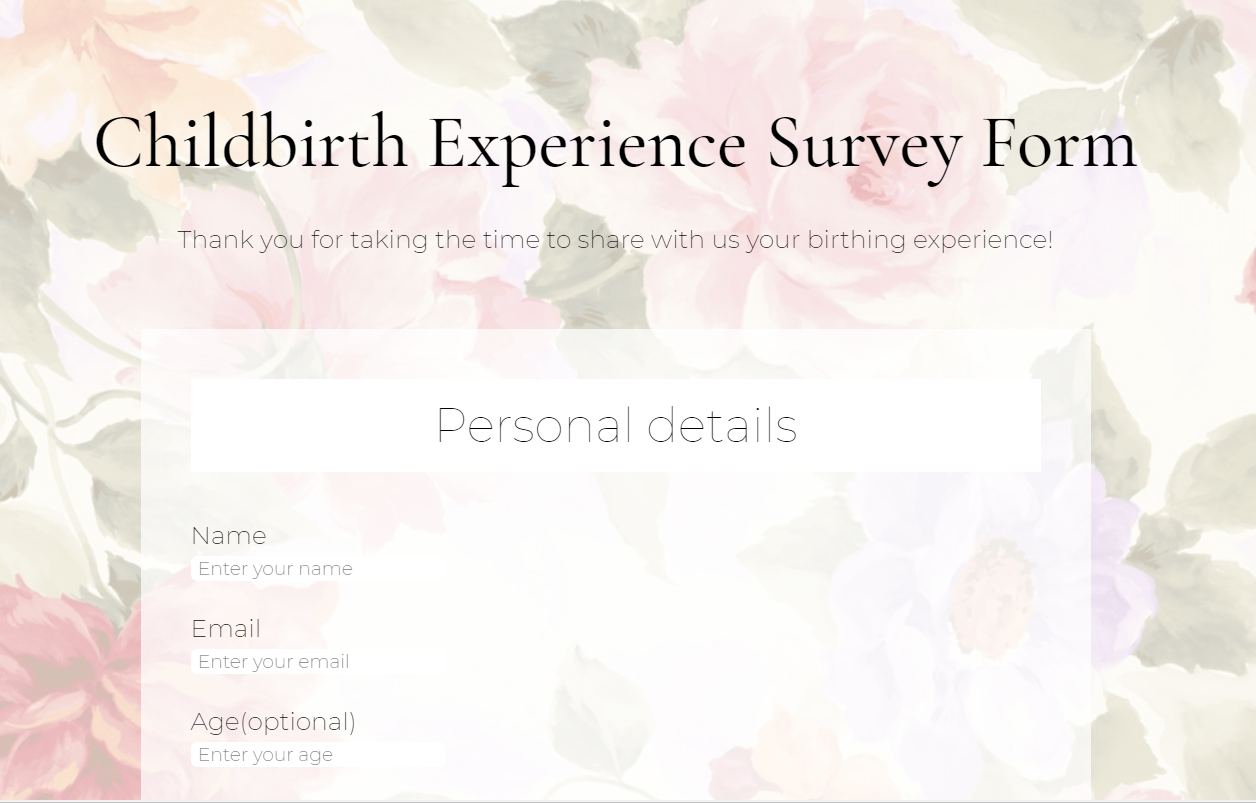 Childbirth Experience Survey Form
Thank you for taking the time to share with us your birthing experience!
Personal details
Name
Enter your name
Email
Enter your email
Age(optional)
Enter your age